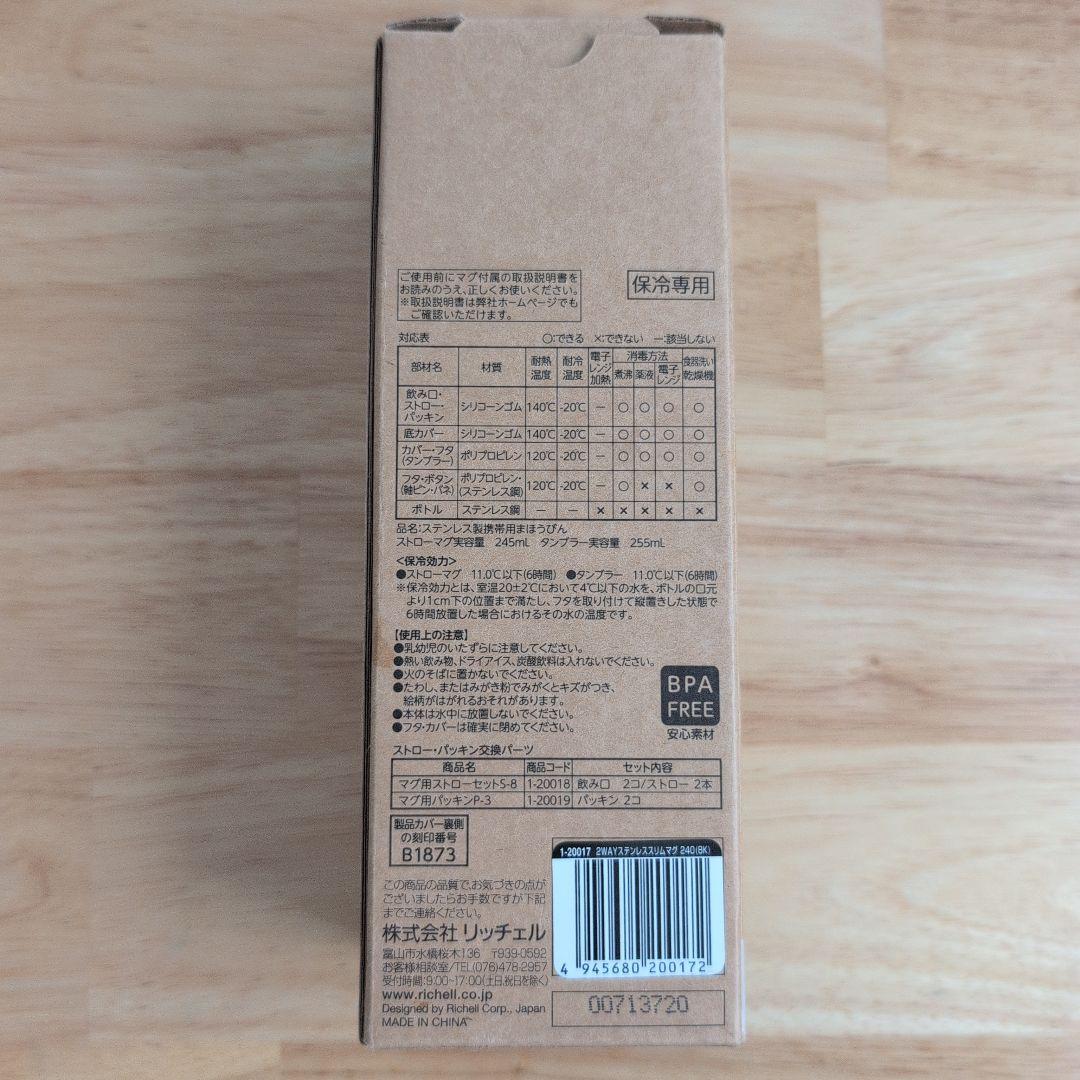 ご使用前にマグ付属の取扱説明書を
お読みのうえ、正しくお使いください。
※取扱説明書は弊社ホームページでも
ご確認いただけます。
保冷専用
対応表 ○:できる ×:できない ー:該当しない
部材名 材質 耐熱温度 耐冷温度 電子レンジ加熱 消毒方法 煮沸 薬液 電子レンジ 食器洗い乾燥機
飲み口・ストロー・パッキン シリコーンゴム 140℃ -20℃ ー ○ ○ ○ ○
底カバー シリコーンゴム 140℃ -20℃ ー ○ ○ ○ ○
カバー・フタ(タンブラー) ポリプロピレン 120℃ -20℃ ー ○ ○ ○ ○
フタ・ボタン(軸ピン・バネ) ポリプロピレン・(ステンレス鋼) 120℃ -20℃ ー ○ × × ○
ボトル ステンレス鋼 ー ー × × × × ×
品名:ステンレス製携帯用まほうびん
ストローマグ実容量 245mL タンブラー実容量 255mL
<保冷効力>
●ストローマグ 11.0℃以下(6時間) ●タンブラー 11.0℃以下(6時間)
※保冷効力とは、室温20±2℃において4℃以下の水を、ボトルの口元
より1cm下の位置まで満たし、フタを取り付けて縦置きした状態で
6時間放置した場合におけるその水の温度です。
【使用上の注意】
●乳幼児のいたずらに注意してください。
●熱い飲み物、ドライアイス、炭酸飲料は入れないでください。
●火のそばに置かないでください。
●たわし、またはみがき粉でみがくとキズがつき、
絵柄がはがれるおそれがあります。
●本体は水中に放置しないでください。
●フタ・カバーは確実に閉めてください。
BPA
FREE
安心素材
ストロー・パッキン交換パーツ
商品名 商品コード セット内容
マグ用ストローセットS-8 1-20018 飲み口 2コ/ストロー 2本
マグ用パッキンP-3 1-20019 パッキン 2コ
製品カバー裏側
の刻印番号
B1873
1-20017 2WAYステンレススリムマグ 240(BK)
4 945680 200172
00713720
この商品の品質で、お気づきの点が
ございましたらお手数ですが下記
までご連絡ください。
株式会社 リッチェル
富山市水橋桜木136 〒939-0592
お客様相談室/TEL(076)478-2957
受付時間:9:00~17:00(土日,祝日を除く)
www.richell.co.jp
Designed by Richell Corp., Japan
MADE IN CHINA